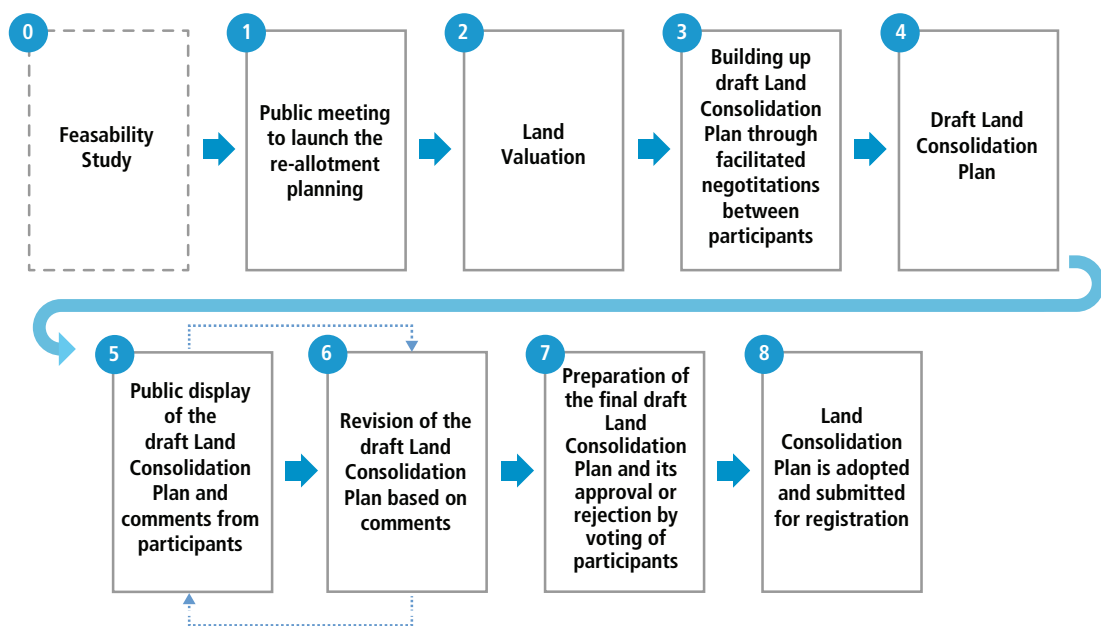 0
Feasability
Study
1
Public meeting
to launch the
re-allotment
planning
2
Land
Valuation
3
Building up
draft Land
Consolidation
Plan through
facilitated
negotitations
between
participants
4
Draft Land
Consolidation
Plan
5
Public display
of the
draft Land
Consolidation
Plan and
comments from
participants
6
Revision of the
draft Land
Consolidation
Plan based on
comments
7
Preparation of
the final draft
Land
Consolidation
Plan and its
approval or
rejection by
voting of
participants
8
Land
Consolidation
Plan is adopted
and submitted
for registration